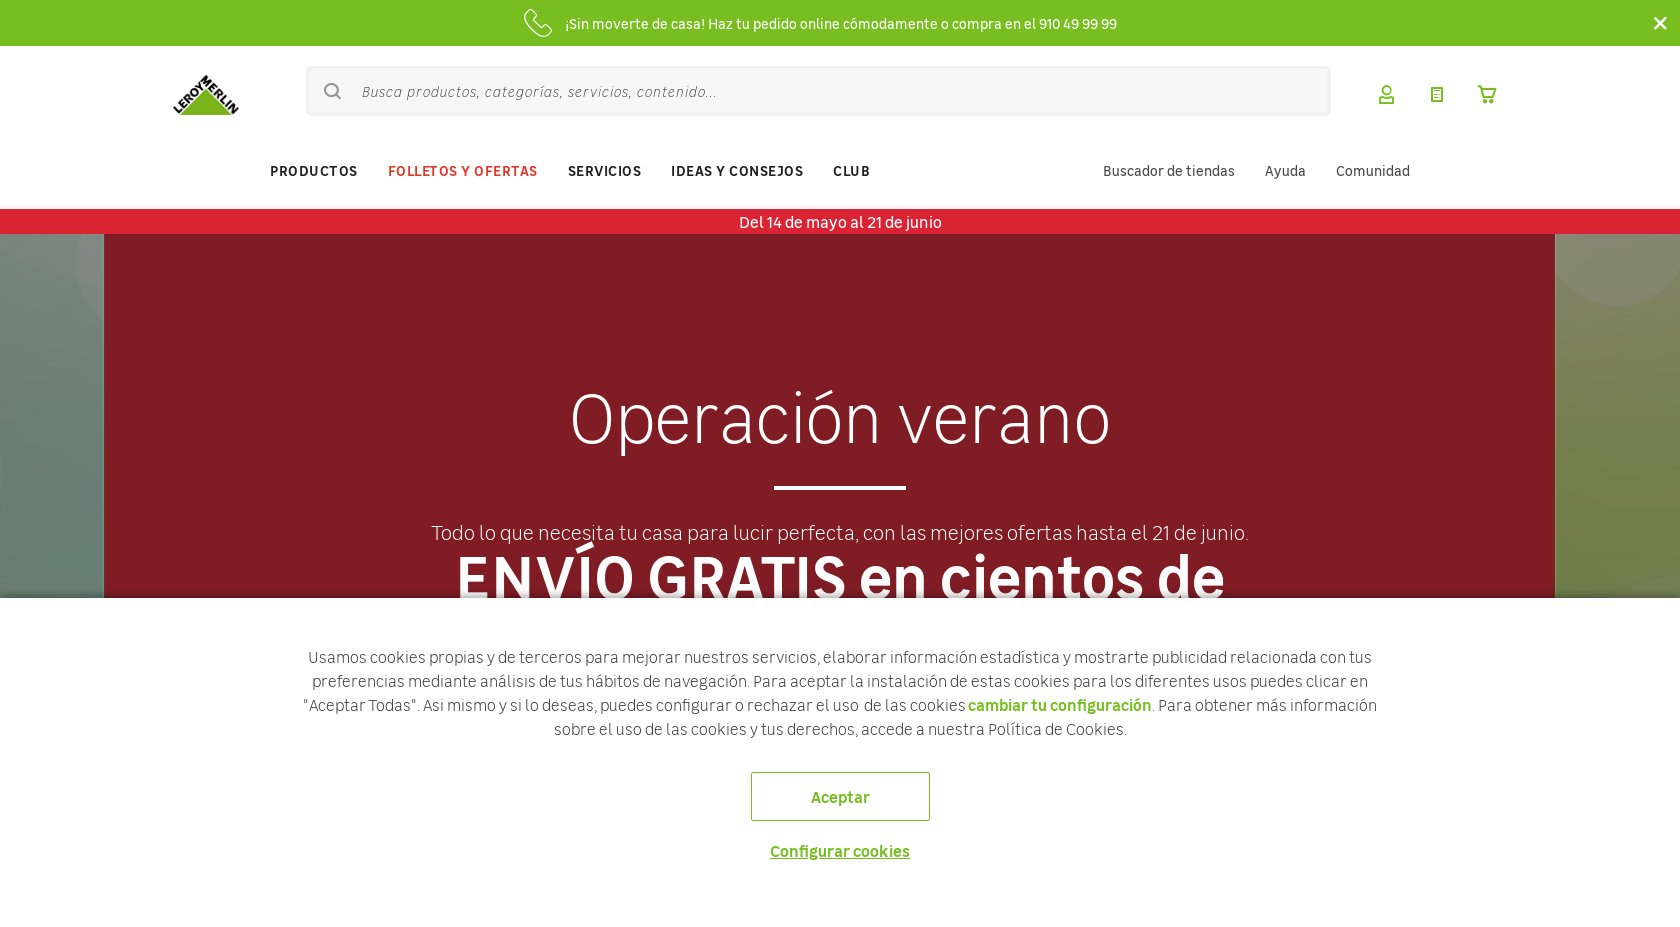 ¡Sin moverte de casa! Haz tu pedido online cómodamente o compra en el 910 49 99 99
LEROY MERLIN
Busca productos, categorías, servicios, contenido...
PRODUCTOS FOLLETOS Y OFERTAS SERVICIOS IDEAS Y CONSEJOS CLUB Buscador de tiendas Ayuda Comunidad
Del 14 de mayo al 21 de junio
Operación verano
Todo lo que necesita tu casa para lucir perfecta, con las mejores ofertas hasta el 21 de junio.
ENVÍO GRATIS en cientos de
Usamos cookies propias y de terceros para mejorar nuestros servicios, elaborar información estadística y mostrarte publicidad relacionada con tus
preferencias mediante análisis de tus hábitos de navegación. Para aceptar la instalación de estas cookies para los diferentes usos puedes clicar en
"Aceptar Todas". Asi mismo y si lo deseas, puedes configurar o rechazar el uso de las cookies cambiar tu configuración. Para obtener más información
sobre el uso de las cookies y tus derechos, accede a nuestra Política de Cookies.
Aceptar
Configurar cookies